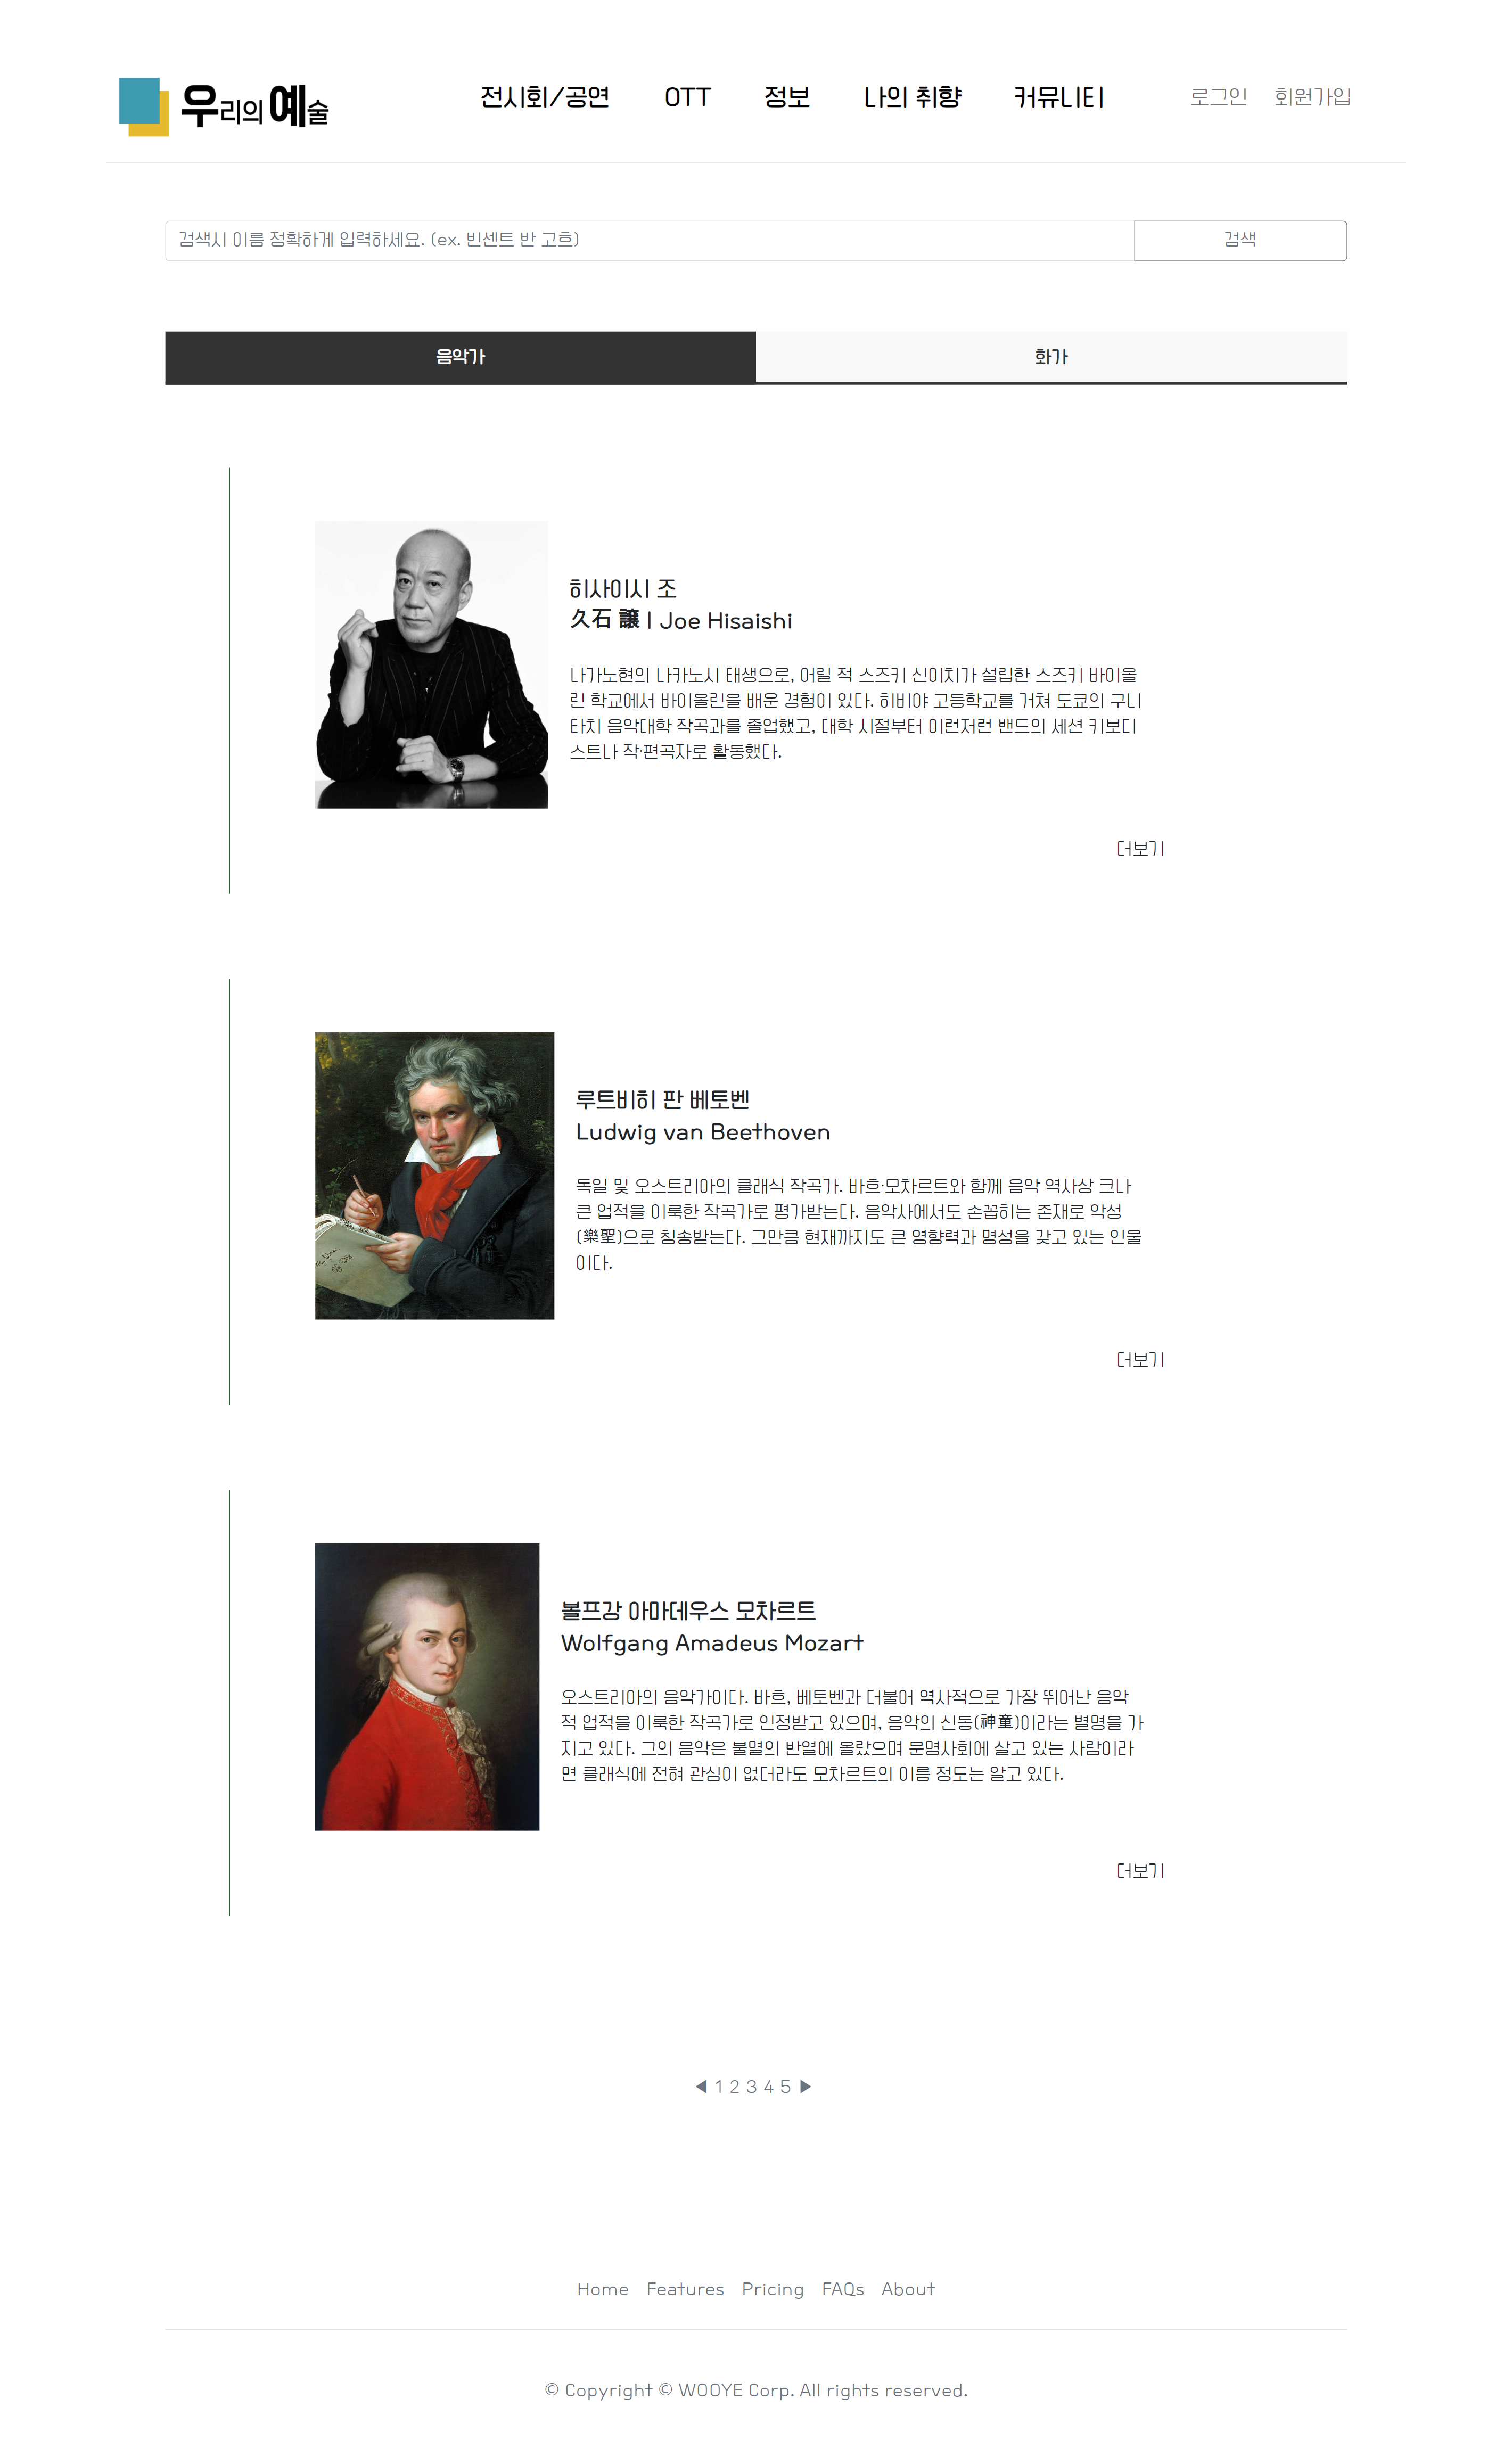 우리의 예술
전시회/공연 OTT 정보 나의 취향 커뮤니티 로그인 회원가입
검색시 이름 정확하게 입력하세요. (ex. 빈센트 반 고흐) 검색
음악가 화가
히사이시 조
久石 譲 | Joe Hisaishi
나가노현의 나카노시 태생으로, 어릴 적 스즈키 신이치가 설립한 스즈키 바이올
린 학교에서 바이올린을 배운 경험이 있다. 히비야 고등학교를 거쳐 도쿄의 구니
타치 음악대학 작곡과를 졸업했고, 대학 시절부터 이런저런 밴드의 세션 키보디
스트나 작·편곡자로 활동했다.
더보기
루트비히 판 베토벤
Ludwig van Beethoven
독일 및 오스트리아의 클래식 작곡가. 바흐·모차르트와 함께 음악 역사상 크나
큰 업적을 이룩한 작곡가로 평가받는다. 음악사에서도 손꼽히는 존재로 악성
(樂聖)으로 칭송받는다. 그만큼 현재까지도 큰 영향력과 명성을 갖고 있는 인물
이다.
더보기
볼프강 아마데우스 모차르트
Wolfgang Amadeus Mozart
오스트리아의 음악가이다. 바흐, 베토벤과 더불어 역사적으로 가장 뛰어난 음악
적 업적을 이룩한 작곡가로 인정받고 있으며, 음악의 신동(神童)이라는 별명을 가
지고 있다. 그의 음악은 불멸의 반열에 올랐으며 문명사회에 살고 있는 사람이라
면 클래식에 전혀 관심이 없더라도 모차르트의 이름 정도는 알고 있다.
더보기
◀ 1 2 3 4 5 ▶
Home Features Pricing FAQs About
© Copyright © WOOYE Corp. All rights reserved.